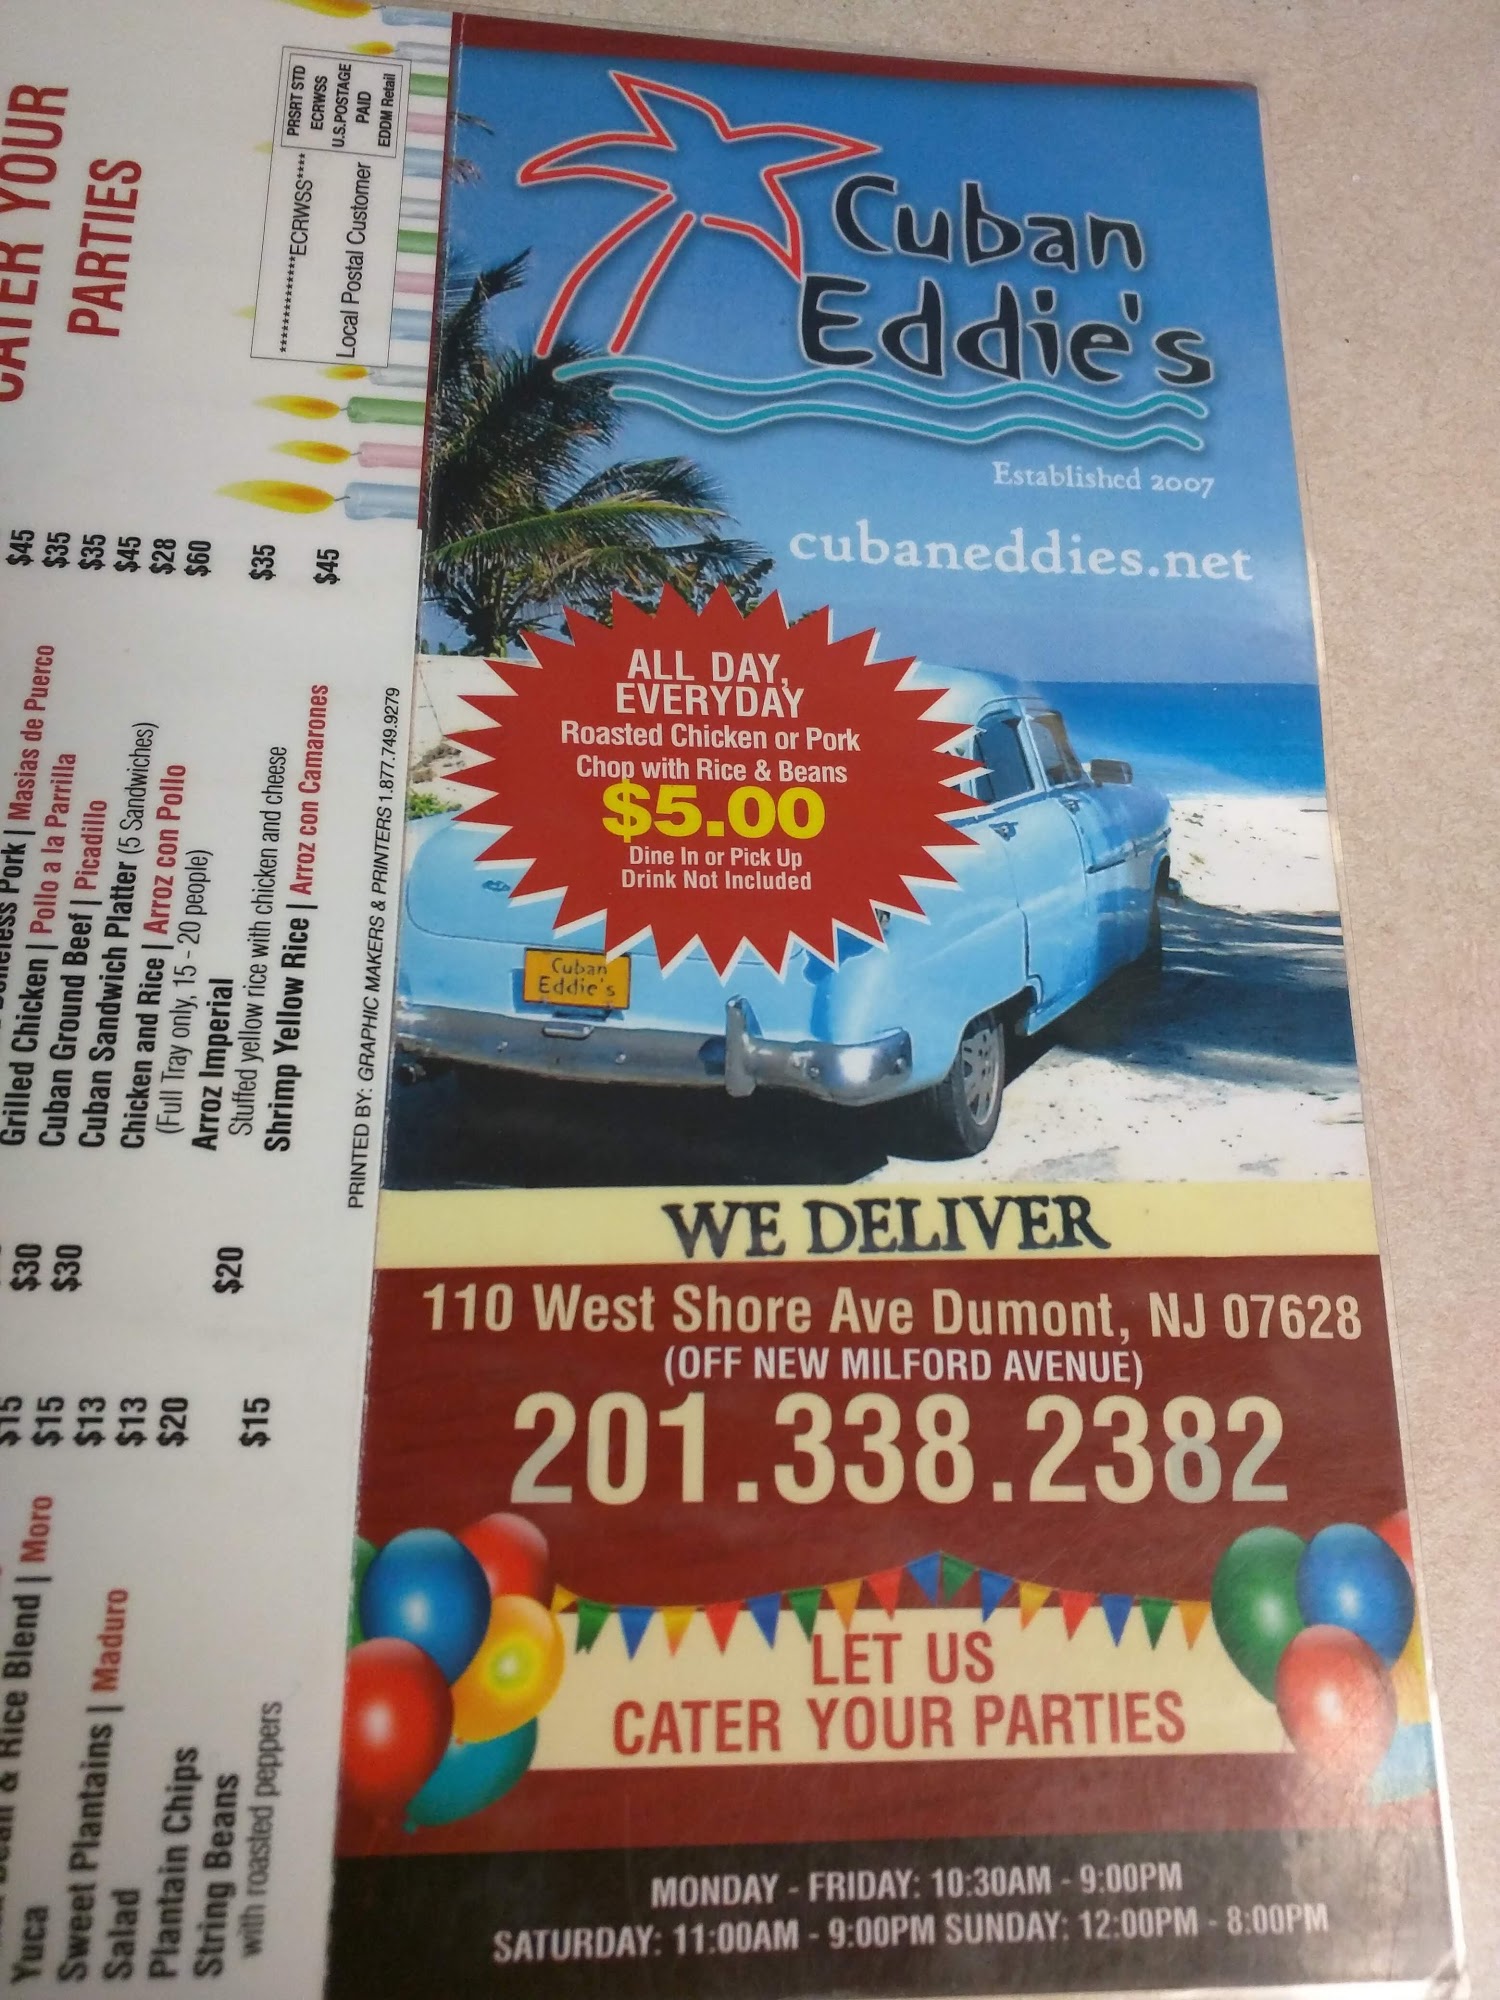 Cuban
Eddie's
Established 2007
cubaneddies.net
ALL DAY,
EVERYDAY
Roasted Chicken or Pork
Chop with Rice & Beans
$5.00
Dine In or Pick Up
Drink Not Included
Cuban
Eddie's
WE DELIVER
110 West Shore Ave Dumont, NJ 07628
(OFF NEW MILFORD AVENUE)
201.338.2382
LET US
CATER YOUR PARTIES
MONDAY - FRIDAY: 10:30AM - 9:00PM
SATURDAY: 11:00AM - 9:00PM SUNDAY: 12:00PM - 8:00PM
YOUR
PARTIES
PRSRT STD
ECRWSS
U.S.POSTAGE
PAID
EDDM Retail
*************ECRWSS****
Local Postal Customer
Pork | Masias de Puerco $45
Grilled Chicken | Pollo a la Parrilla $30 $35
Cuban Ground Beef | Picadillo $30 $35
Cuban Sandwich Platter (5 Sandwiches) $45
Chicken and Rice | Arroz con Pollo $28
(Full Tray only, 15 - 20 people) $60
Arroz Imperial $20 $35
Stuffed yellow rice with chicken and cheese
Shrimp Yellow Rice | Arroz con Camarones $45
& Rice Blend | Moro $15
Yuca $15
Sweet Plantains | Maduro $13
Salad $13
Plantain Chips $20
String Beans $15
with roasted peppers
PRINTED BY: GRAPHIC MAKERS & PRINTERS 1.877.749.9279